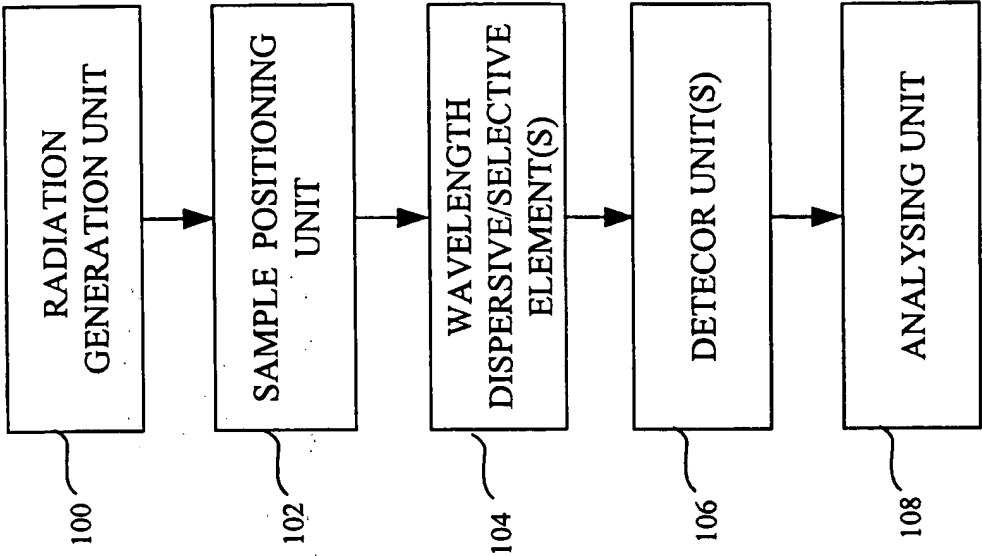 RADIATION
GENERATION UNIT
100
SAMPLE POSITIONING
UNIT
102
WAVELENGTH
DISPERSIVE/SELECTIVE
ELEMENT(S)
104
DETECOR UNIT(S)
106
ANALYSING UNIT
108